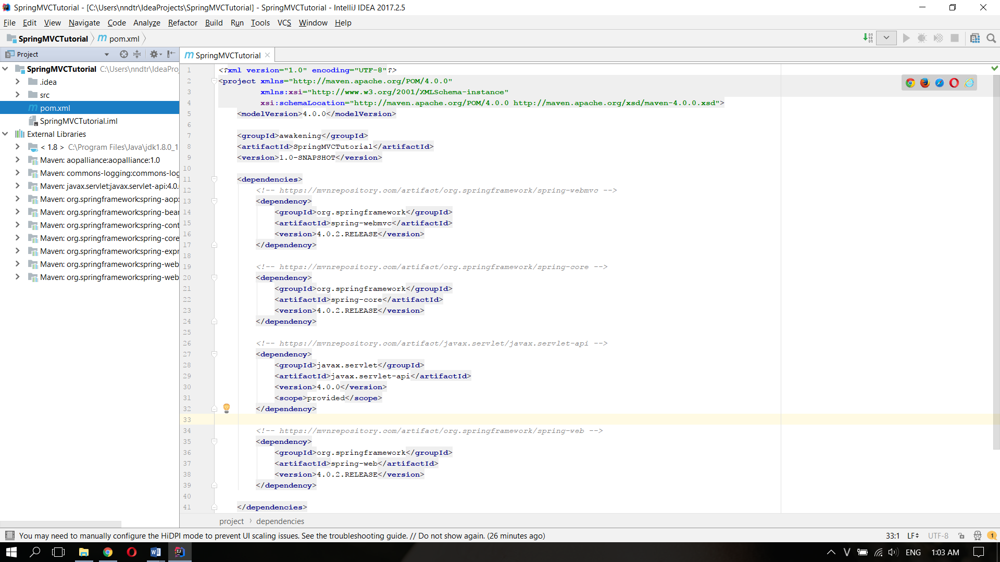 SpringMVCTutorial - [C:\Users\nndtr\IdeaProjects\SpringMVCTutorial] - SpringMVCTutorial - IntelliJ IDEA 2017.2.5
File Edit View Navigate Code Analyze Refactor Build Run Tools VCS Window Help
SpringMVCTutorial pom.xml
Project
SpringMVCTutorial C:\Users\nndtr\IdeaPro
.idea
src
pom.xml
SpringMVCTutorial.iml
External Libraries
< 1.8 > C:\Program Files\Java\jdk1.8.0_1
Maven: aopalliance:aopalliance:1.0
Maven: commons-logging:commons-log
Maven: javax.servlet:javax.servlet-api:4.0.
Maven: org.springframework:spring-aop:
Maven: org.springframework:spring-bear
Maven: org.springframework:spring-cont
Maven: org.springframework:spring-core
Maven: org.springframework:spring-expr
Maven: org.springframework:spring-web
Maven: org.springframework:spring-web
SpringMVCTutorial
1 <?xml version="1.0" encoding="UTF-8"?>
2 <project xmlns="http://maven.apache.org/POM/4.0.0"
3 xmlns:xsi="http://www.w3.org/2001/XMLSchema-instance"
4 xsi:schemaLocation="http://maven.apache.org/POM/4.0.0 http://maven.apache.org/xsd/maven-4.0.0.xsd">
5 <modelVersion>4.0.0</modelVersion>
6
7 <groupId>awakening</groupId>
8 <artifactId>SpringMVCTutorial</artifactId>
9 <version>1.0-SNAPSHOT</version>
10
11 <dependencies>
12 <!-- https://mvnrepository.com/artifact/org.springframework/spring-webmvc -->
13 <dependency>
14 <groupId>org.springframework</groupId>
15 <artifactId>spring-webmvc</artifactId>
16 <version>4.0.2.RELEASE</version>
17 </dependency>
18
19 <!-- https://mvnrepository.com/artifact/org.springframework/spring-core -->
20 <dependency>
21 <groupId>org.springframework</groupId>
22 <artifactId>spring-core</artifactId>
23 <version>4.0.2.RELEASE</version>
24 </dependency>
25
26 <!-- https://mvnrepository.com/artifact/javax.servlet/javax.servlet-api -->
27 <dependency>
28 <groupId>javax.servlet</groupId>
29 <artifactId>javax.servlet-api</artifactId>
30 <version>4.0.0</version>
31 <scope>provided</scope>
32 </dependency>
33
34 <!-- https://mvnrepository.com/artifact/org.springframework/spring-web -->
35 <dependency>
36 <groupId>org.springframework</groupId>
37 <artifactId>spring-web</artifactId>
38 <version>4.0.2.RELEASE</version>
39 </dependency>
40
41 </dependencies>
project › dependencies
You may need to manually configure the HiDPI mode to prevent UI scaling issues. See the troubleshooting guide. // Do not show again. (26 minutes ago) 33:1 LF UTF-8 1
V ENG 1:03 AM